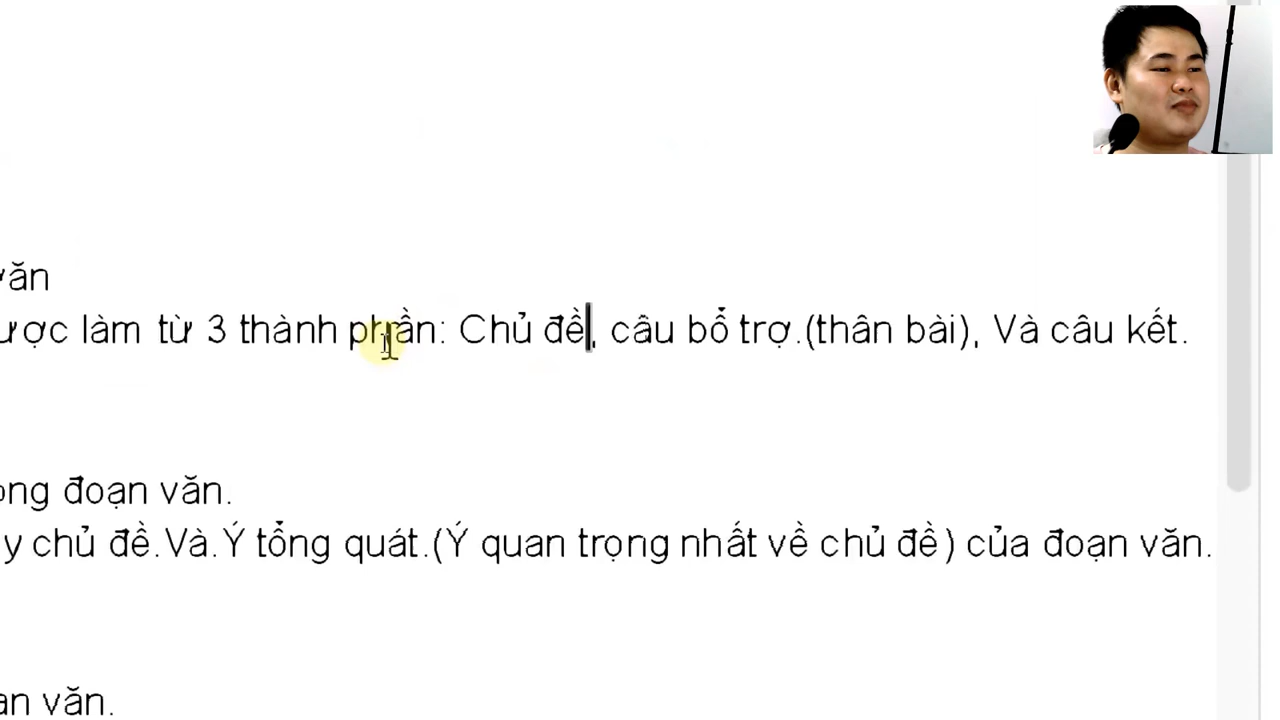 văn
ược làm từ 3 thành phần: Chủ đề, câu bổ trợ.(thân bài), Và câu kết.
ong đoạn văn.
y chủ đề.Và.Ý tổng quát.(Ý quan trọng nhất về chủ đề) của đoạn văn.
an văn.